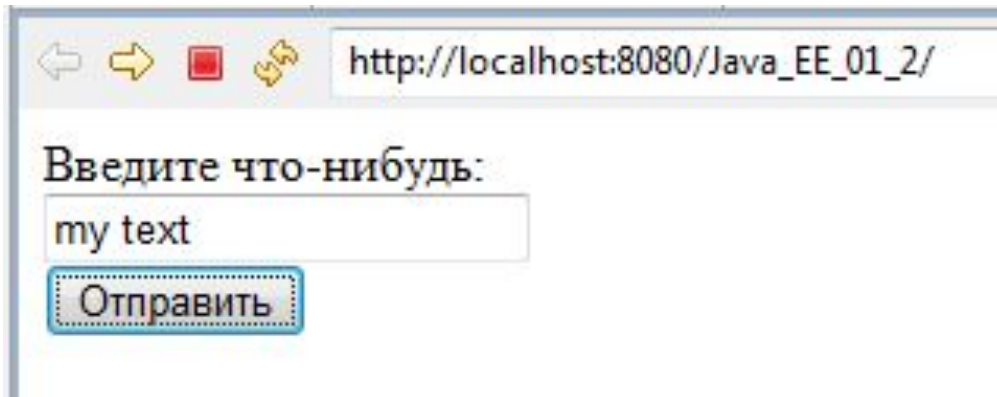 http://localhost:8080/Java_EE_01_2/
Введите что-нибудь:
my text
Отправить